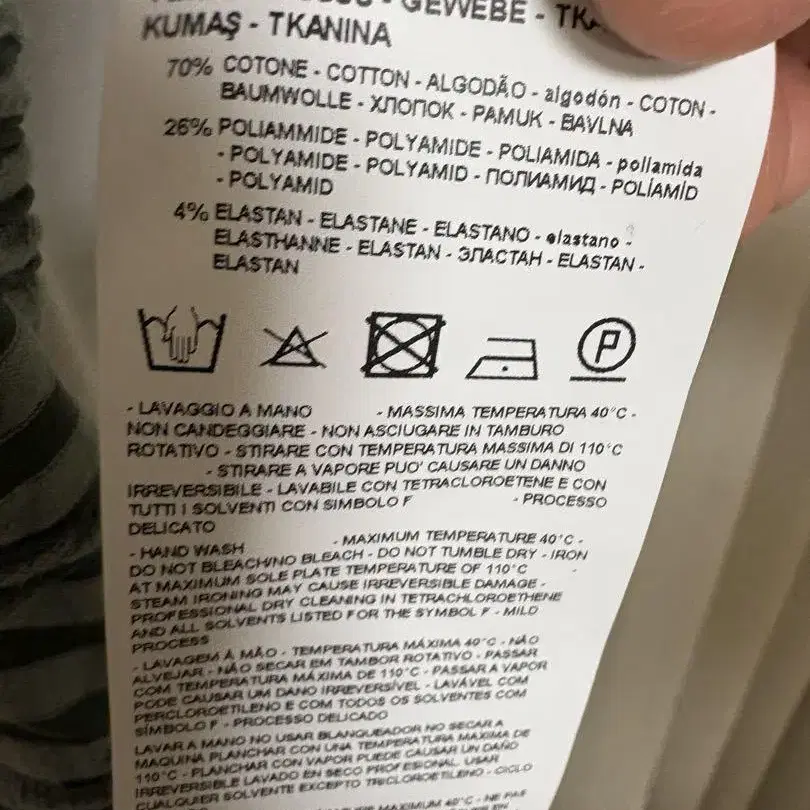 GEWEBE -
KUMAŞ - TKANINA
70% COTONE - COTTON - ALGODÃO - algodón - COTON -
BAUMWOLLE - ХЛОПОК - PAMUK - BAVLNA
26% POLIAMMIDE - POLYAMIDE - POLIAMIDA - poliamida
- POLYAMIDE - POLYAMID - ПОЛИАМИД - POLÍAMÍD
- POLYAMID
4% ELASTAN - ELASTANE - ELASTANO - elastano -
ELASTHANNE - ELASTAN - ЭЛАСТАН - ELASTAN -
ELASTAN
P
- LAVAGGIO A MANO - MASSIMA TEMPERATURA 40°C -
NON CANDEGGIARE - NON ASCIUGARE IN TAMBURO
ROTATIVO - STIRARE CON TEMPERATURA MASSIMA DI 110°C
- STIRARE A VAPORE PUO' CAUSARE UN DANNO
IRREVERSIBILE - LAVABILE CON TETRACLOROETENE E CON
TUTTI I SOLVENTI CON SIMBOLO F - PROCESSO
DELICATO
- HAND WASH - MAXIMUM TEMPERATURE 40°C -
DO NOT BLEACH/NO BLEACH - DO NOT TUMBLE DRY - IRON
AT MAXIMUM SOLE PLATE TEMPERATURE OF 110°C -
STEAM IRONING MAY CAUSE IRREVERSIBLE DAMAGE -
PROFESSIONAL DRY CLEANING IN TETRACHLOROETHENE
AND ALL SOLVENTS LISTED FOR THE SYMBOL F - MILD
PROCESS
- LAVAGEM À MÃO - TEMPERATURA MÁXIMA 40°C - NÃO
ALVEJAR - NÃO SECAR EM TAMBOR ROTATIVO - PASSAR
COM TEMPERATURA MÁXIMA DE 110°C - PASSAR A VAPOR
PODE CAUSAR UM DANO IRREVERSÍVEL - LAVÁVEL COM
PERCLOROETILENO E COM TODOS OS SOLVENTES COM
SÍMBOLO F - PROCESSO DELICADO
LAVAR A MANO NO USAR BLANQUEADOR NO SECAR A
MAQUINA PLANCHAR CON UNA TEMPERATURA MAXIMA DE
110°C - PLANCHAR CON VAPOR PUEDE CAUSAR UN DAÑO
IRREVERSIBLE LAVADO EN SECO PROFESIONAL. USAR
CUALQUIER SOLVENTE EXCEPTO TRICLOROETILENO - CICLO
MAXIMUM 40°C - NE PAS